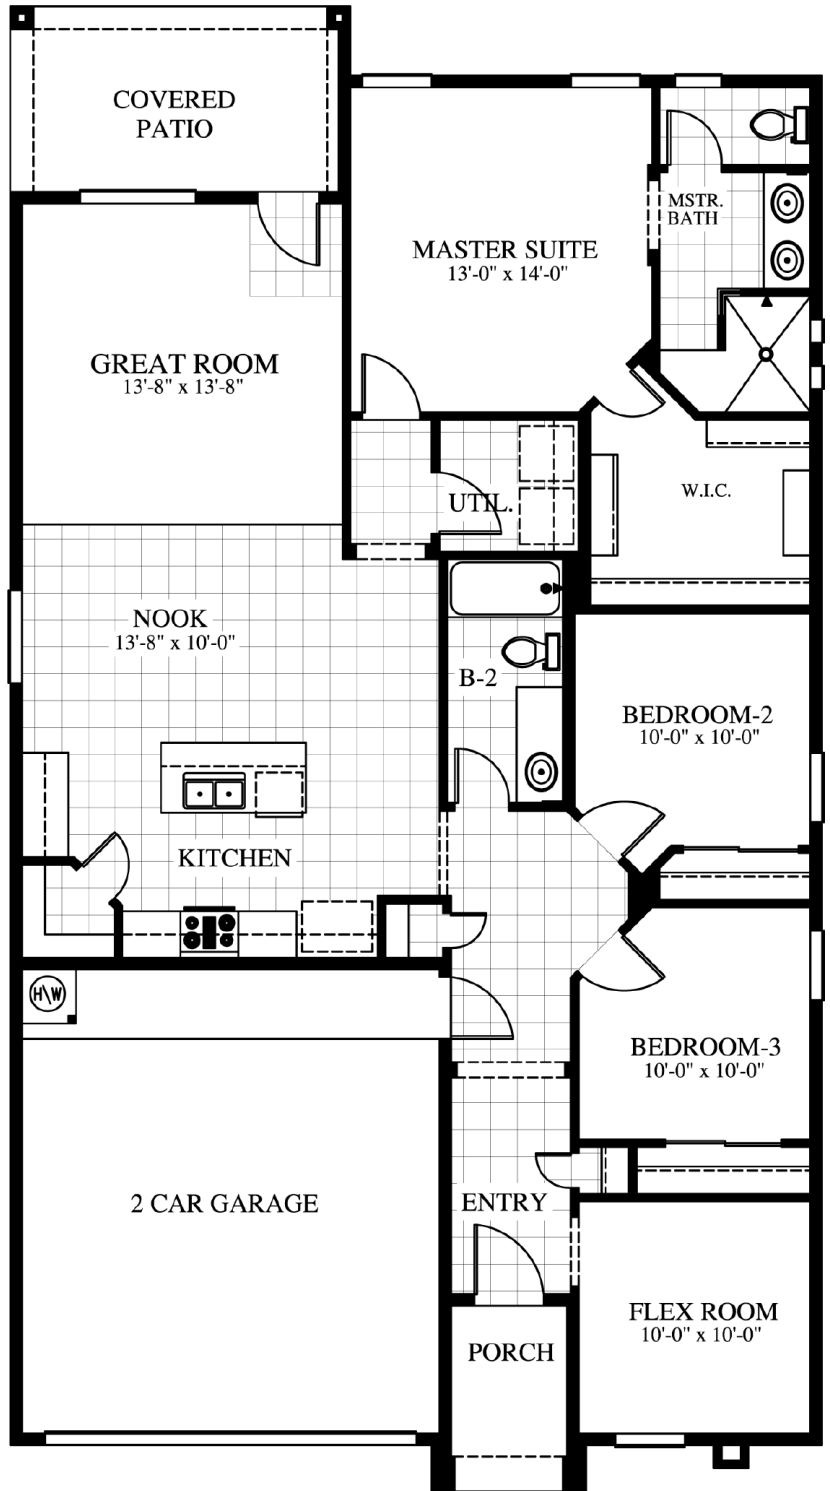 COVERED
PATIO
MSTR.
BATH
MASTER SUITE
13'-0" x 14'-0"
GREAT ROOM
13'-8" x 13'-8"
W.I.C.
UTIL.
NOOK
13'-8" x 10'-0"
B-2
BEDROOM-2
10'-0" x 10'-0"
KITCHEN
H\W
BEDROOM-3
10'-0" x 10'-0"
2 CAR GARAGE
ENTRY
FLEX ROOM
10'-0" x 10'-0"
PORCH